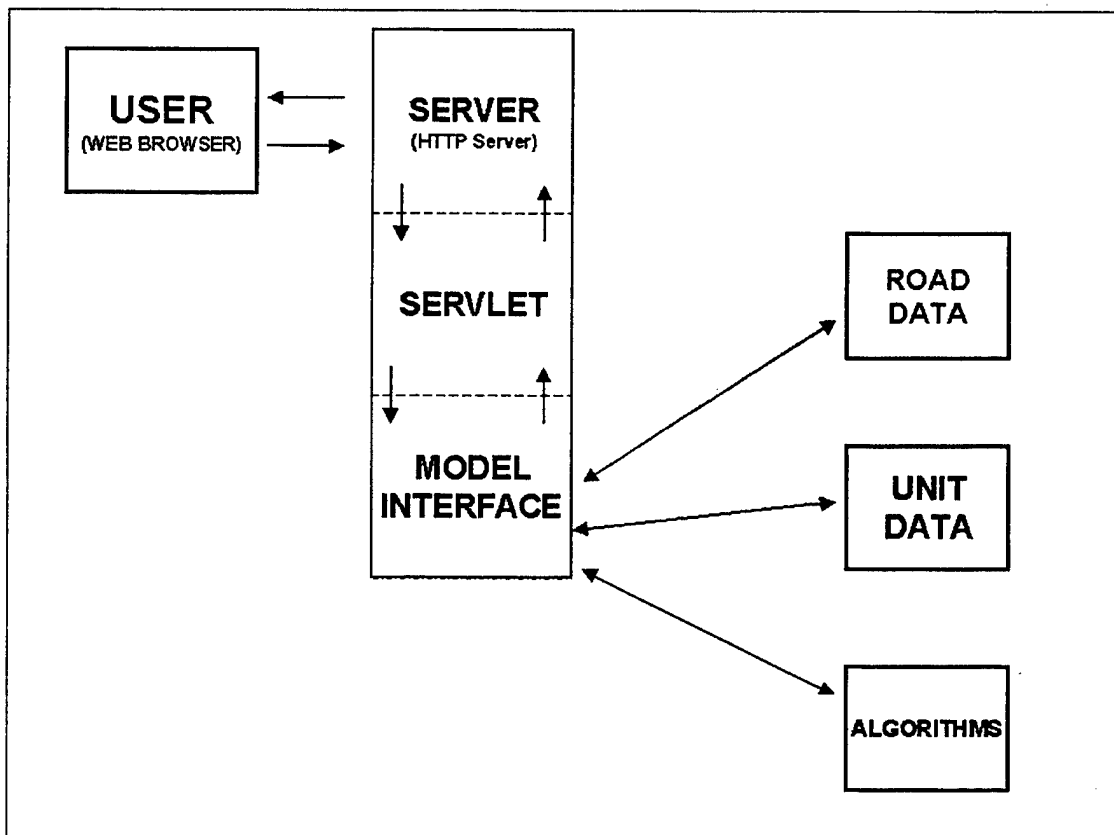 USER
(WEB BROWSER)
SERVER
(HTTP Server)
SERVLET
MODEL
INTERFACE
ROAD
DATA
UNIT
DATA
ALGORITHMS